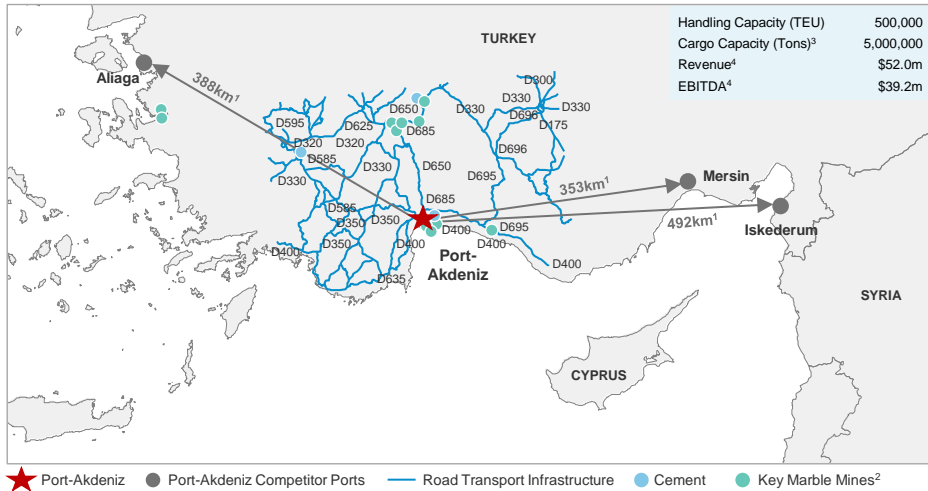 Handling Capacity (TEU) 500,000
Cargo Capacity (Tons)³ 5,000,000
Revenue⁴ $52.0m
EBITDA⁴ $39.2m
TURKEY
Aliaga
388km¹
D300
D330
D330
D330
D696
D175
D650
D595
D625
D685
D320
D320
D585
D696
D330
D330
D650
D695
Mersin
353km¹
D685
D585
D350
D350
D695
D400
492km¹
Iskederum
D350
D400
D400
D400
Port-
Akdeniz
D400
D635
SYRIA
CYPRUS
Port-Akdeniz
Port-Akdeniz Competitor Ports
Road Transport Infrastructure
Cement
Key Marble Mines²